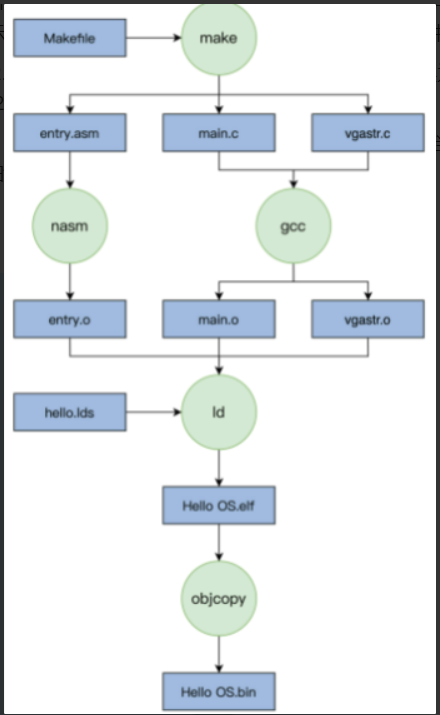 Makefile
make
entry.asm
main.c
vgastr.c
nasm
gcc
entry.o
main.o
vgastr.o
hello.lds
ld
Hello OS.elf
objcopy
Hello OS.bin